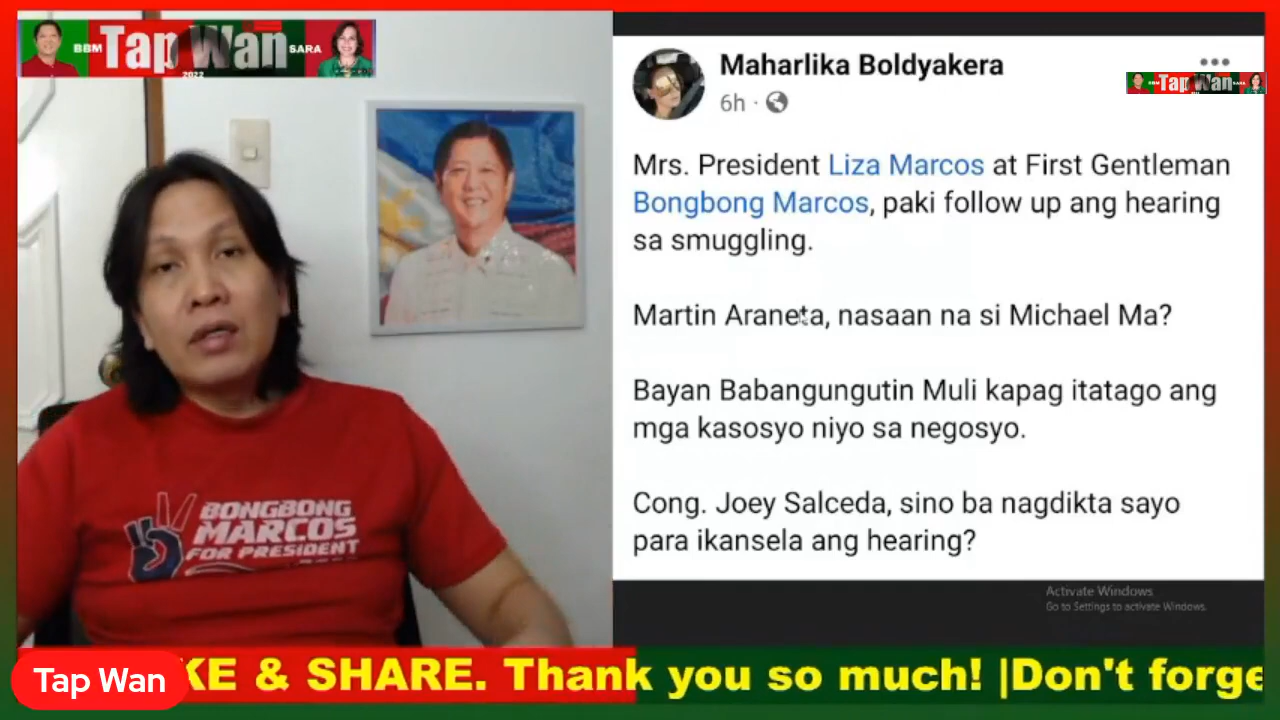 BBM Tap Wan SARA
2022
Maharlika Boldyakera
6h
Tap Wan
Mrs. President Liza Marcos at First Gentleman
Bongbong Marcos, paki follow up ang hearing
sa smuggling.
Martin Araneta, nasaan na si Michael Ma?
Bayan Babangungutin Muli kapag itatago ang
mga kasosyo niyo sa negosyo.
Cong. Joey Salceda, sino ba nagdikta sayo
para ikansela ang hearing?
BONGBONG
MARCOS
FOR PRESIDENT
Activate Windows
Go to Settings to activate Windows.
Tap Wan
KE & SHARE. Thank you so much! |Don't forge